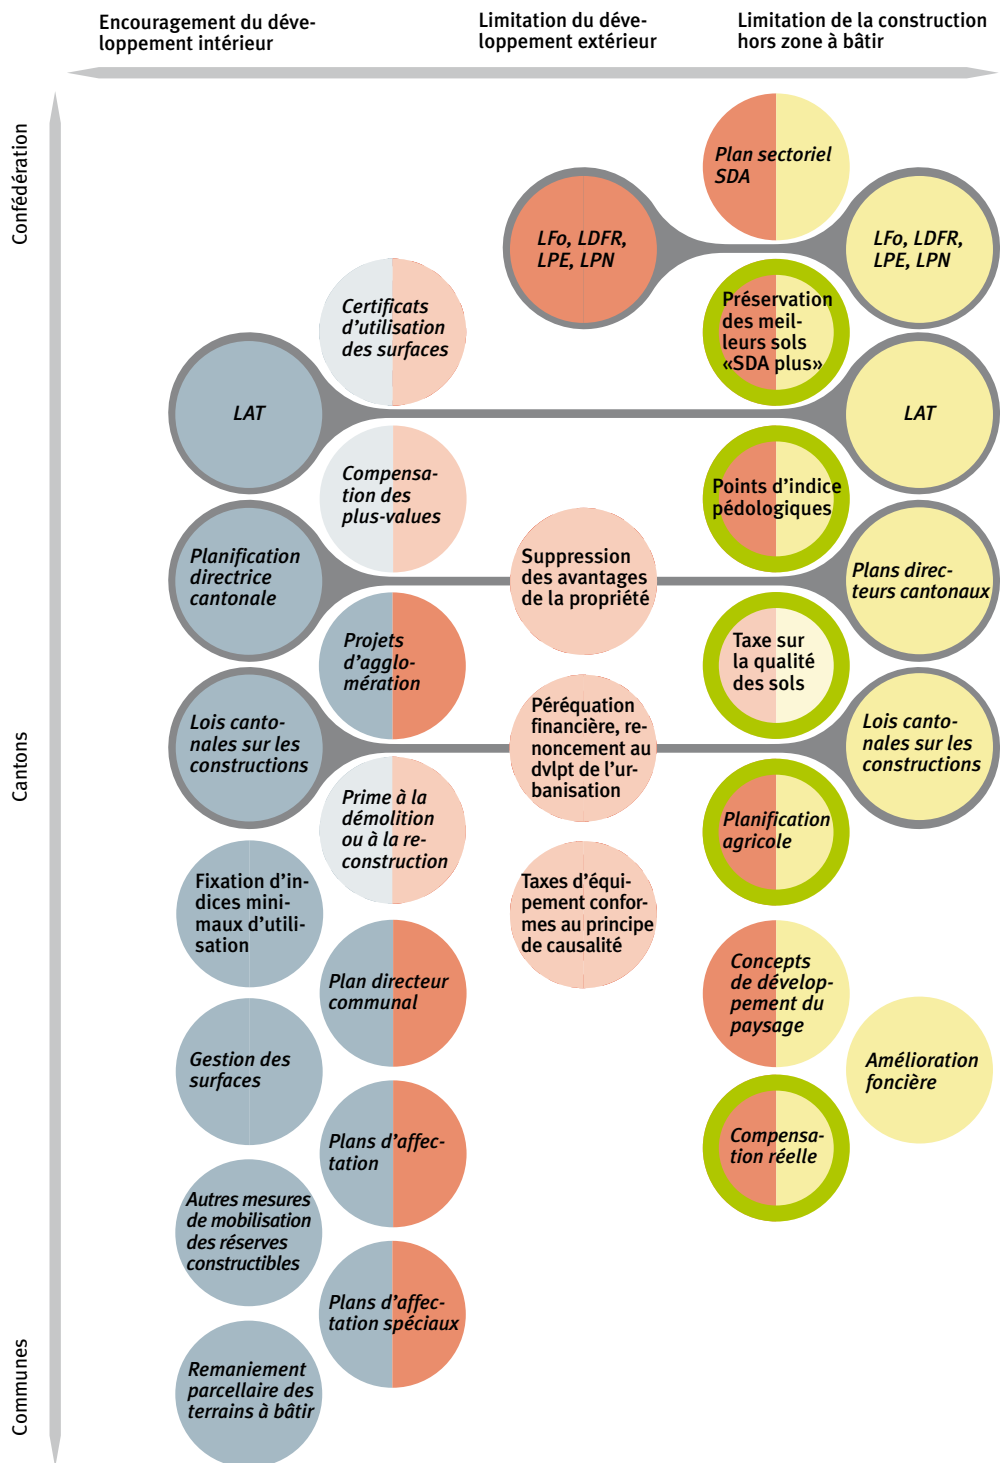 Encouragement du déve-
loppement intérieur
Limitation du déve-
loppement extérieur
Limitation de la construction
hors zone à bâtir
Confédération
Cantons
Communes
Plan sectoriel
SDA
LFo, LDFR,
LPE, LPN
LFo, LDFR,
LPE, LPN
Certificats
d'utilisation
des surfaces
Préservation
des meil-
leurs sols
«SDA plus»
LAT
LAT
Compensa-
tion des
plus-values
Points d'indice
pédologiques
Planification
directrice
cantonale
Suppression
des avantages
de la propriété
Plans direc-
teurs cantonaux
Projets
d'agglo-
mération
Taxe sur
la qualité
des sols
Lois canto-
nales sur les
constructions
Péréquation
financière, re-
noncement au
dvlpt de l'ur-
banisation
Lois canto-
nales sur les
constructions
Prime à la
démolition
ou à la re-
construction
Planification
agricole
Fixation d'in-
dices mini-
maux d'utili-
sation
Taxes d'équipe-
ment confor-
mes au principe
de causalité
Plan directeur
communal
Concepts
de dévelop-
pement du
paysage
Gestion des
surfaces
Amélioration
foncière
Plans d'affec-
tation
Compensa-
tion réelle
Autres mesures
de mobilisation
des réserves
constructibles
Plans d'affec-
tation spéciaux
Remaniement
parcellaire des
terrains à bâtir